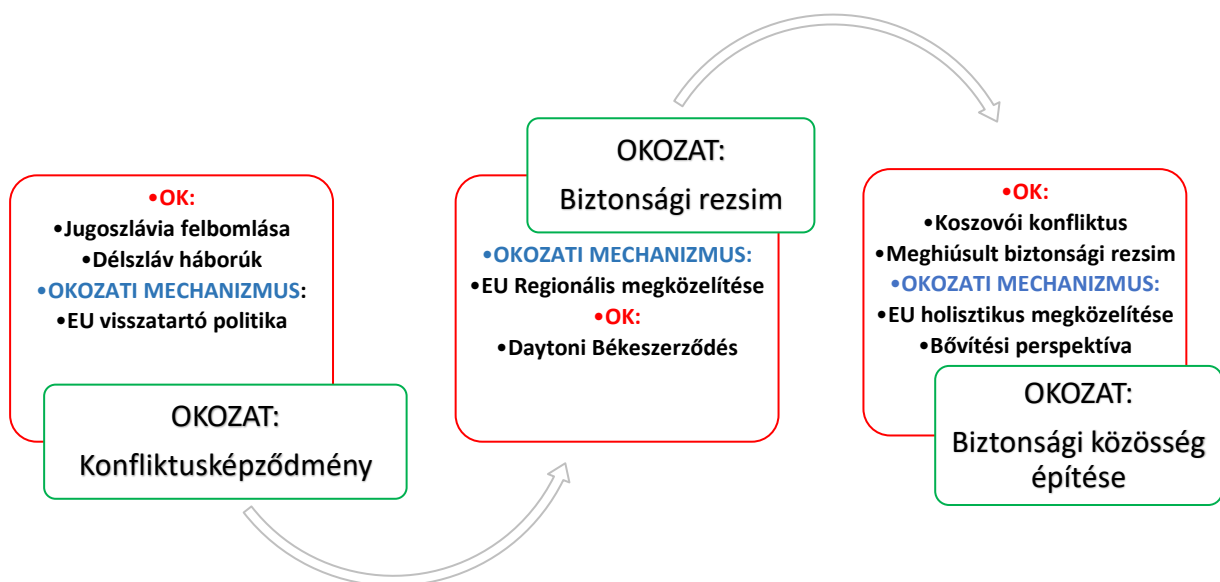 •OK:
•Jugoszlávia felbomlása
•Délszláv háborúk
•OKOZATI MECHANIZMUS:
•EU visszatartó politika
OKOZAT:
Konfliktusképződmény
OKOZAT:
Biztonsági rezsim
•OKOZATI MECHANIZMUS:
•EU Regionális megközelítése
•OK:
•Daytoni Békeszerződés
•OK:
•Koszovói konfliktus
•Meghiúsult biztonsági rezsim
•OKOZATI MECHANIZMUS:
•EU holisztikus megközelítése
•Bővítési perspektíva
OKOZAT:
Biztonsági közösség
építése